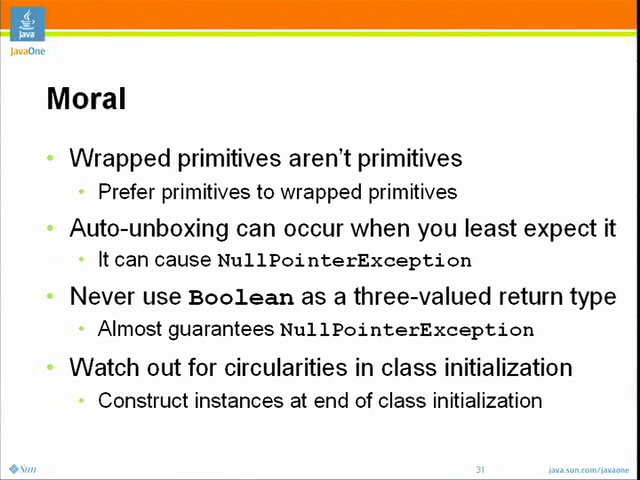 Java
JavaOne
Moral
• Wrapped primitives aren't primitives
• Prefer primitives to wrapped primitives
• Auto-unboxing can occur when you least expect it
• It can cause NullPointerException
• Never use Boolean as a three-valued return type
• Almost guarantees NullPointerException
• Watch out for circularities in class initialization
• Construct instances at end of class initialization
Sun
31
java.sun.com/javaone